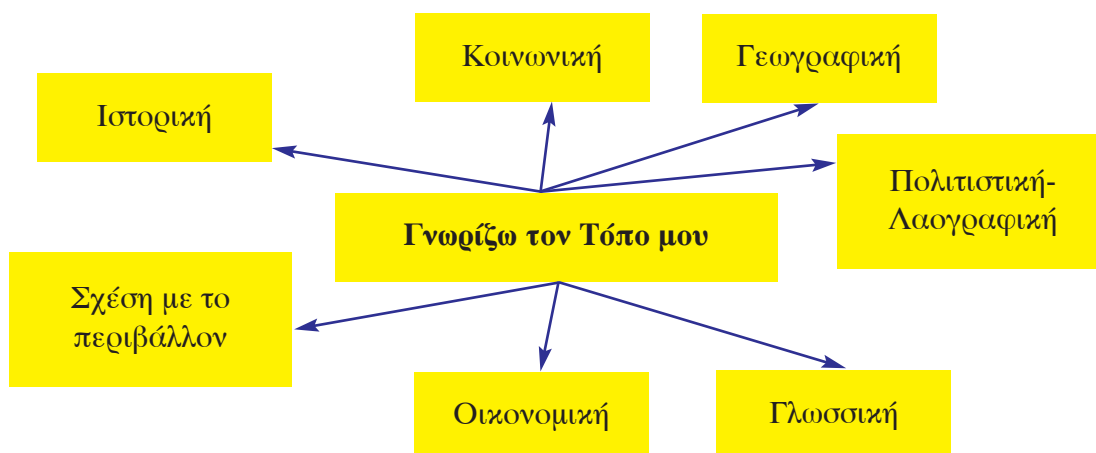 Κοινωνική
Γεωγραφική
Ιστορική
Πολιτιστική-
Λαογραφική
Γνωρίζω τον Τόπο μου
Σχέση με το
περιβάλλον
Οικονομική
Γλωσσική